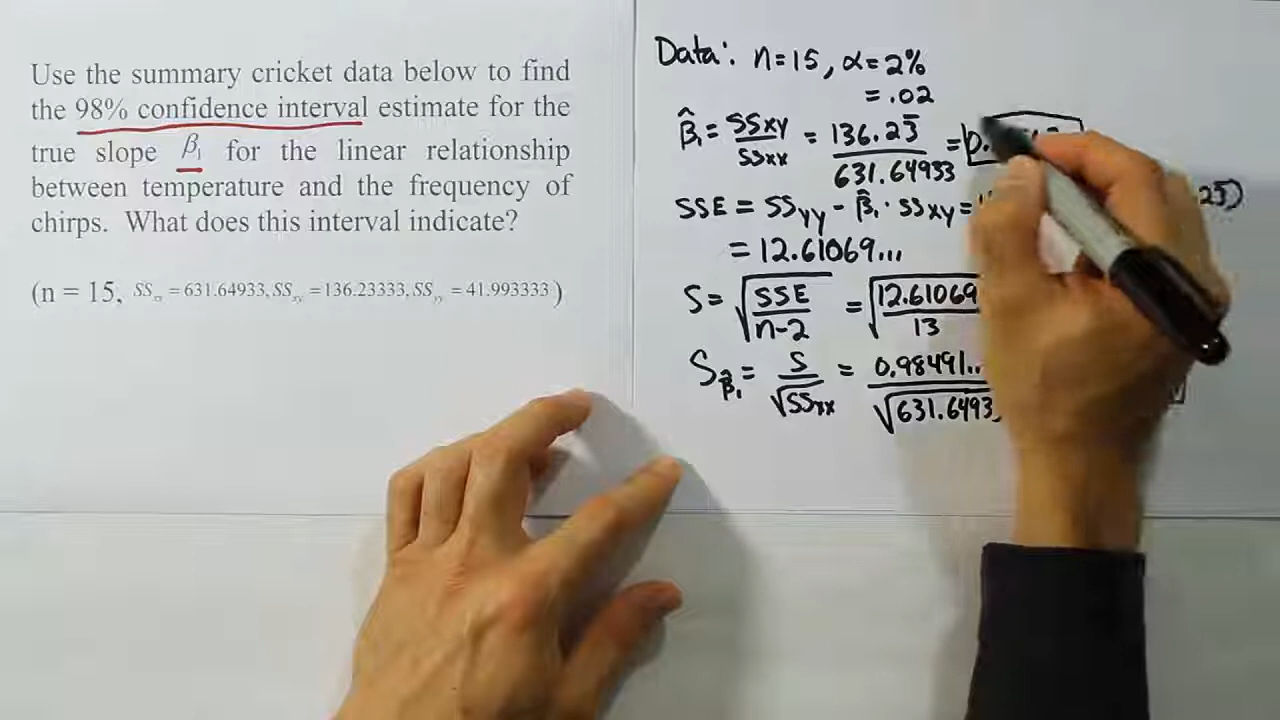 Use the summary cricket data below to find
the 98% confidence interval estimate for the
true slope β₁ for the linear relationship
between temperature and the frequency of
chirps. What does this interval indicate?
(n = 15, SSₓₓ = 631.64933, SSₓᵧ = 136.23333, SSᵧᵧ = 41.993333)
Data: n=15, α=2%
= .02
β̂₁ = SSxy/SSxx = 136.23̅/631.64933 =
SSE = SSyy - β̂₁ · SSxy =
= 12.61069...
S = √(SSE/(n-2)) = √(12.61069/13)
Sβ̂₁ = S/√SSxx = 0.98491../√631.6493